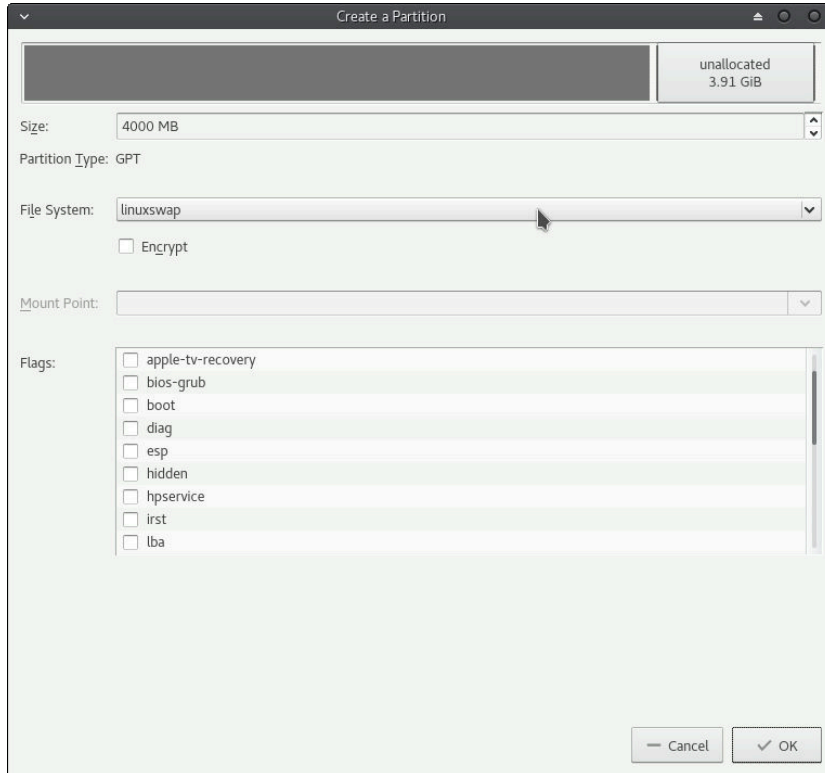 Create a Partition
unallocated
3.91 GiB
Size: 4000 MB
Partition Type: GPT
File System: linuxswap
Encrypt
Mount Point:
Flags:
apple-tv-recovery
bios-grub
boot
diag
esp
hidden
hpservice
irst
lba
Cancel
OK